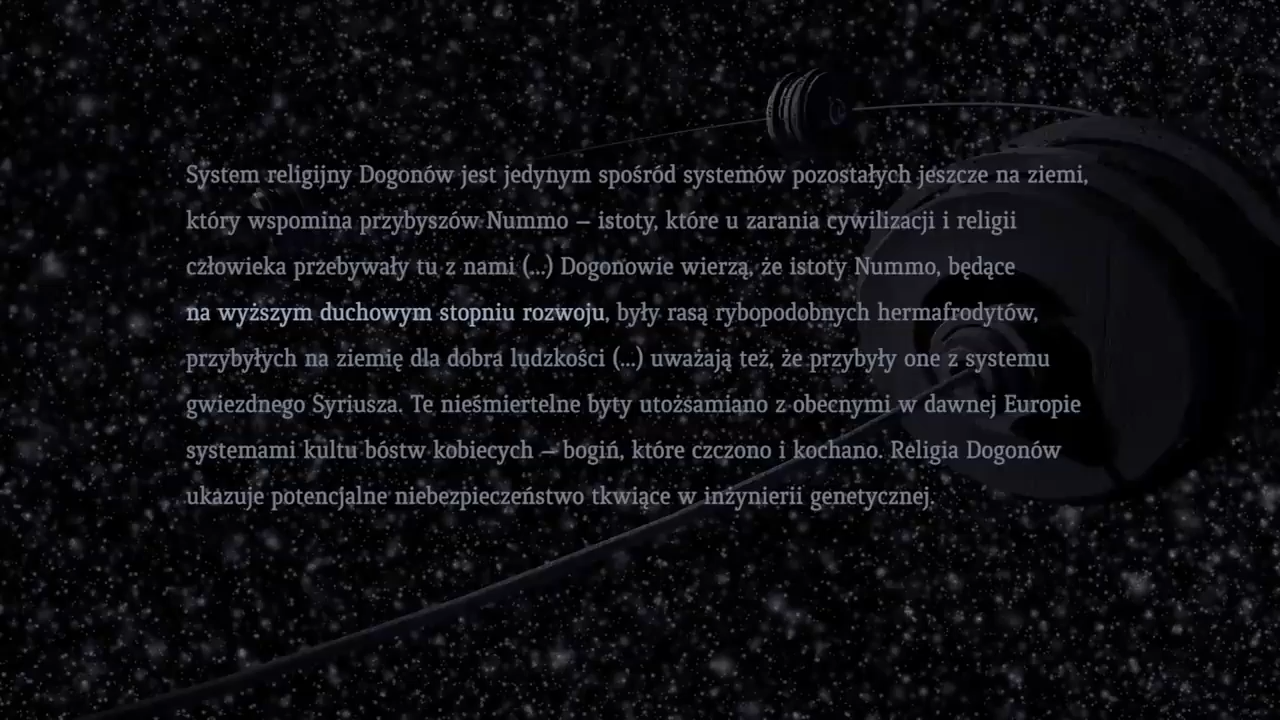 System religijny Dogonów jest jedynym spośród systemów pozostałych jeszcze na ziemi,
który wspomina przybyszów Nummo – istoty, które u zarania cywilizacji i religii
człowieka przebywały tu z nami (...) Dogonowie wierzą, że istoty Nummo, będące
na wyższym duchowym stopniu rozwoju, były rasą rybopodobnych hermafrodytów,
przybyłych na ziemię dla dobra ludzkości (...) uważają też, że przybyły one z systemu
gwiezdnego Syriusza. Te nieśmiertelne byty utożsamiano z obecnymi w dawnej Europie
systemami kultu bóstw kobiecych – bogiń, które czczono i kochano. Religia Dogonów
ukazuje potencjalne niebezpieczeństwo tkwiące w inżynierii genetycznej.